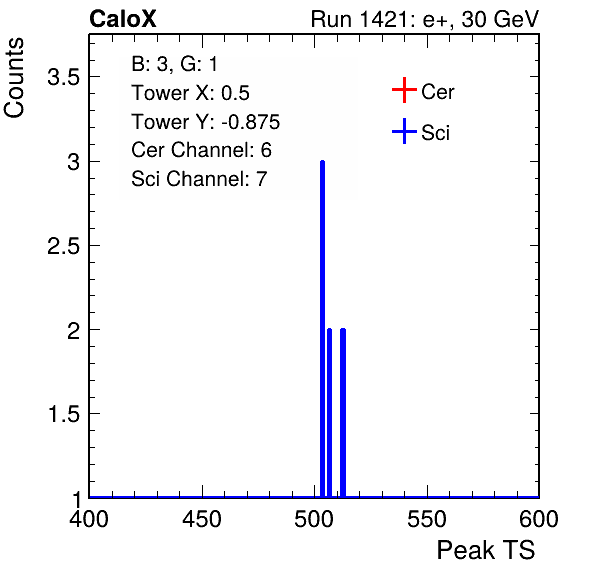 CaloX Run 1421: e+, 30 GeV
B: 3, G: 1
Tower X: 0.5
Tower Y: -0.875
Cer Channel: 6
Sci Channel: 7
Cer
Sci
Counts
3.5
3
2.5
2
1.5
1
400 450 500 550 600
Peak TS